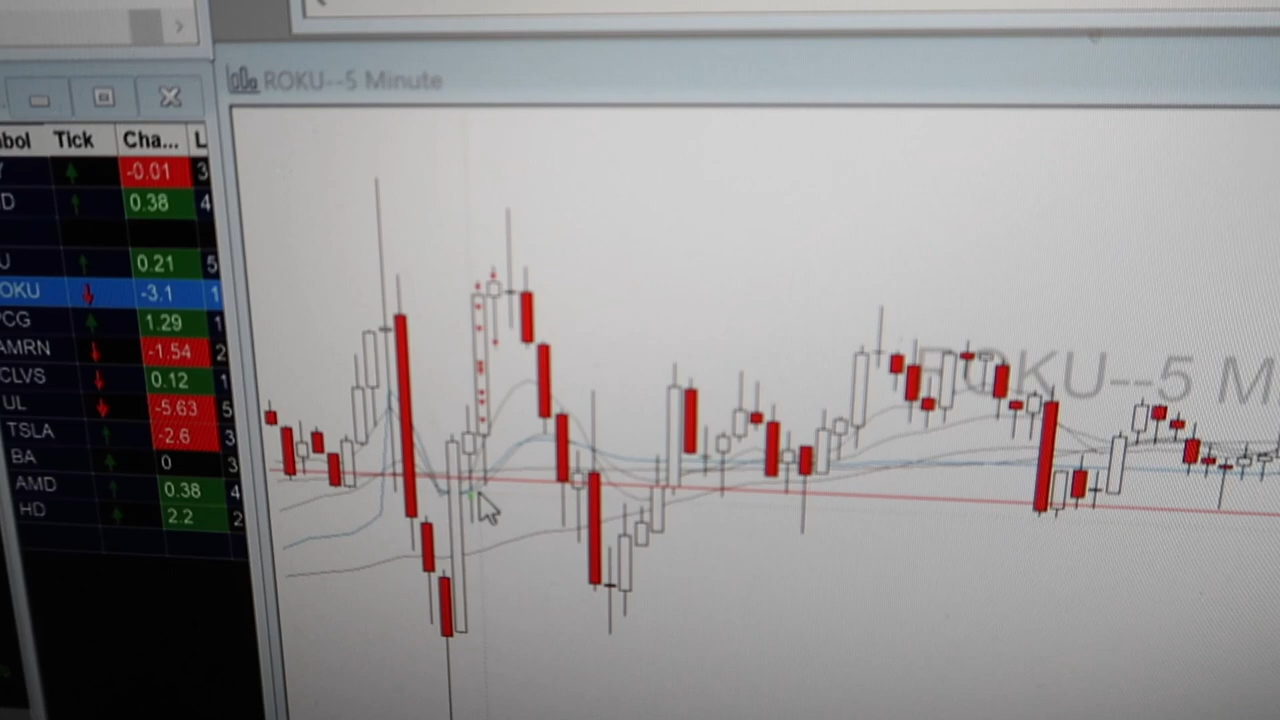 ROKU--5 Minute
bol Tick Cha... L
-0.01 3
D 0.38 4
U 0.21 5
OKU -3.1 1
CG 1.29 1
AMRN -1.54 2
CLVS 0.12 1
UL -5.63 5
TSLA -2.6 3
BA 0 3
AMD 0.38 4
HD 2.2 2
ROKU--5 M